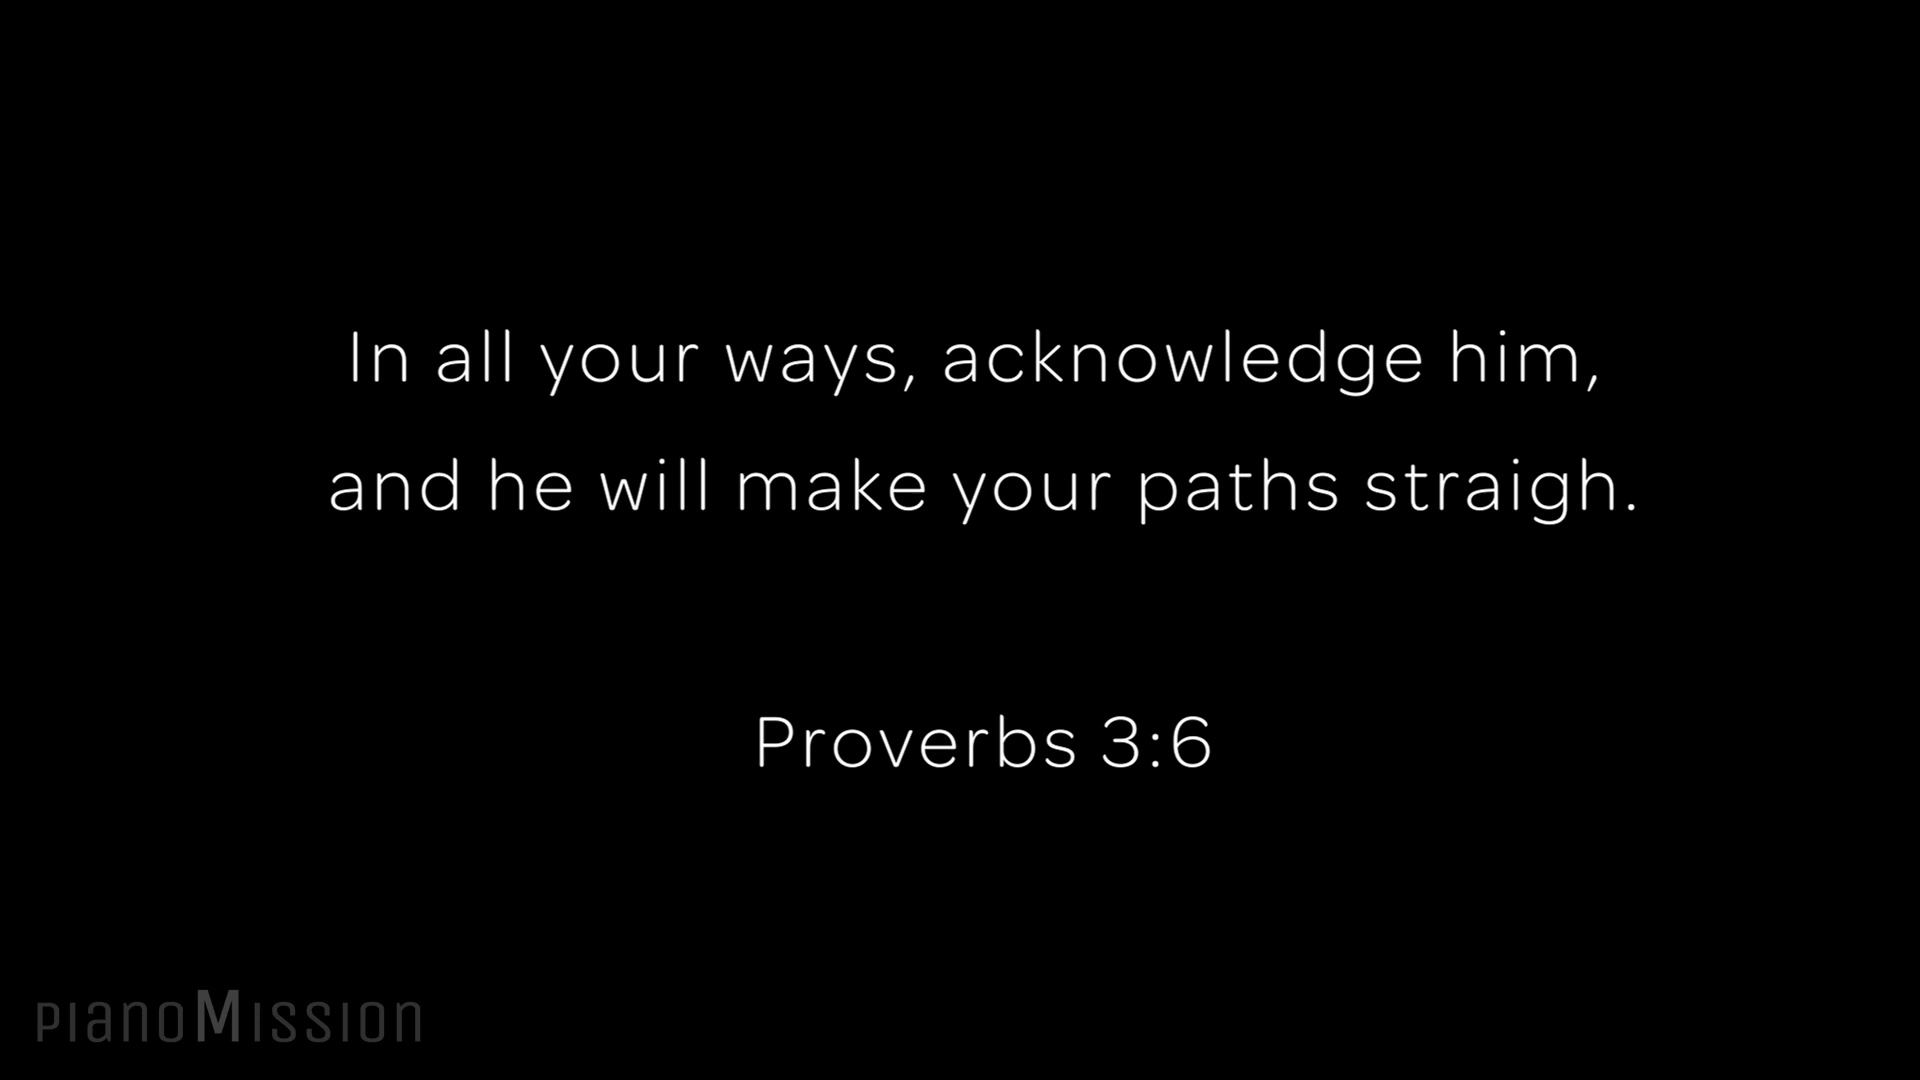 In all your ways, acknowledge him,
and he will make your paths straigh.
Proverbs 3:6
pianoMission